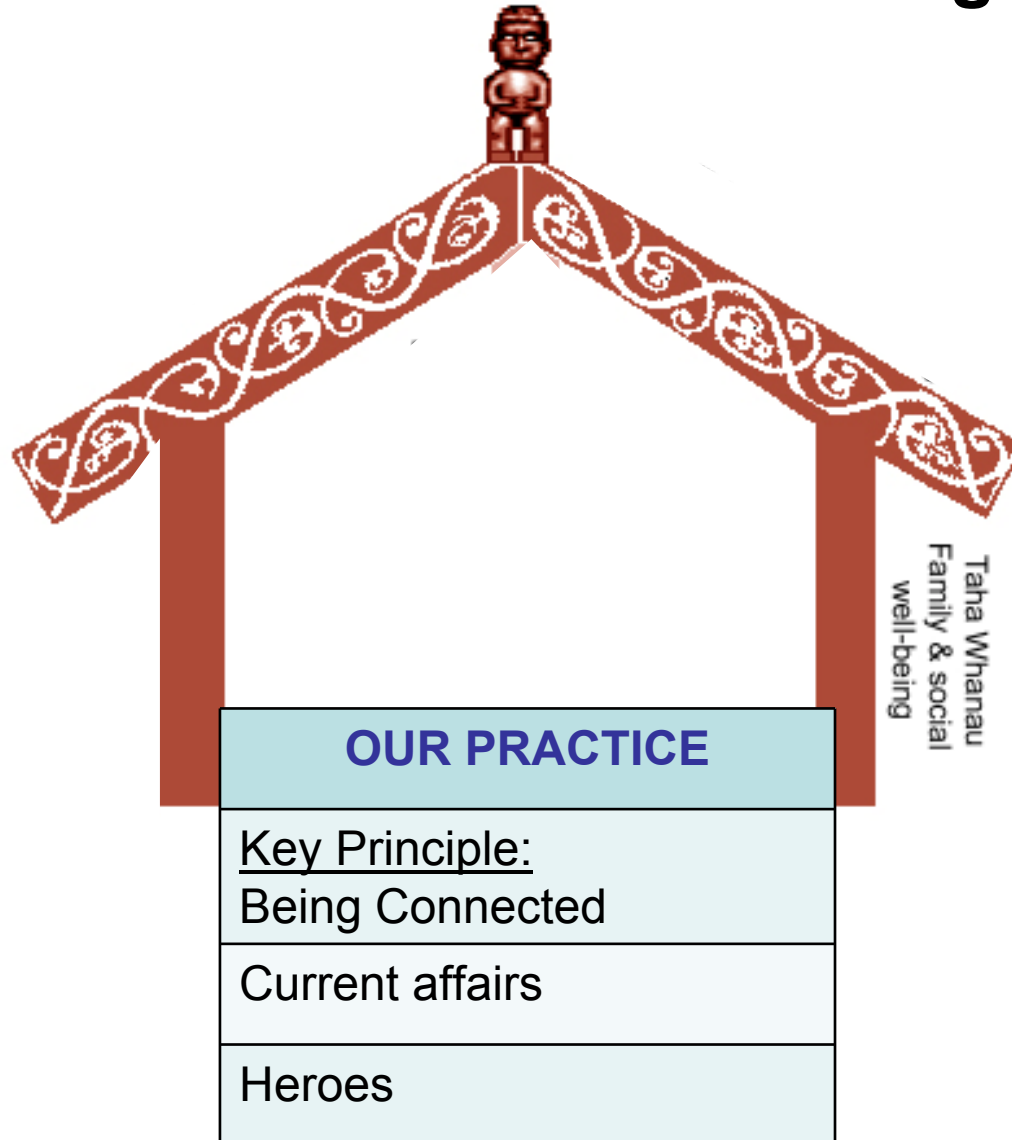 Taha Whanau
Family & social
well-being
OUR PRACTICE
Key Principle:
Being Connected
Current affairs
Heroes